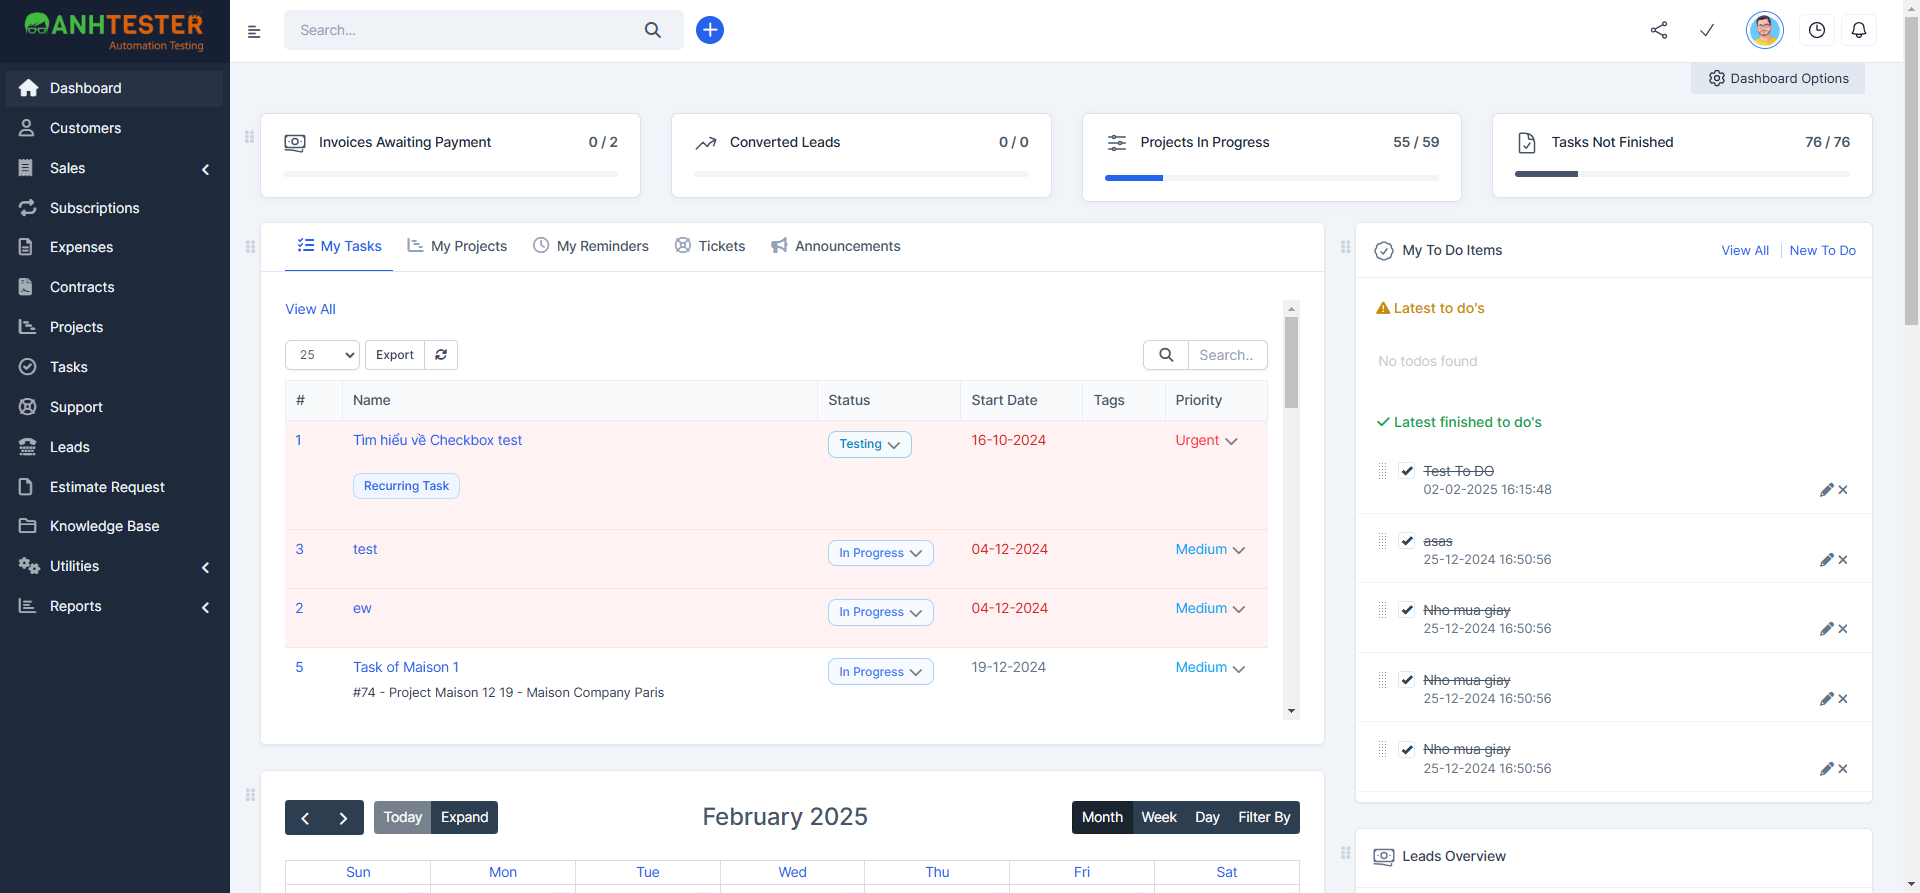 ANHTESTER
Automation Testing
Search...
Dashboard
Customers
Sales
Subscriptions
Expenses
Contracts
Projects
Tasks
Support
Leads
Estimate Request
Knowledge Base
Utilities
Reports
Dashboard Options
Invoices Awaiting Payment 0 / 2
Converted Leads 0 / 0
Projects In Progress 55 / 59
Tasks Not Finished 76 / 76
My Tasks My Projects My Reminders Tickets Announcements
View All
25 Export Search..
# Name Status Start Date Tags Priority
1 Tìm hiểu về Checkbox test Testing 16-10-2024 Urgent
Recurring Task
3 test In Progress 04-12-2024 Medium
2 ew In Progress 04-12-2024 Medium
5 Task of Maison 1 In Progress 19-12-2024 Medium
#74 - Project Maison 12 19 - Maison Company Paris
My To Do Items View All New To Do
Latest to do's
No todos found
Latest finished to do's
Test To DO
02-02-2025 16:15:48
asas
25-12-2024 16:50:56
Nho mua giay
25-12-2024 16:50:56
Nho mua giay
25-12-2024 16:50:56
Nho mua giay
25-12-2024 16:50:56
Today Expand February 2025 Month Week Day Filter By
Sun Mon Tue Wed Thu Fri Sat
Leads Overview